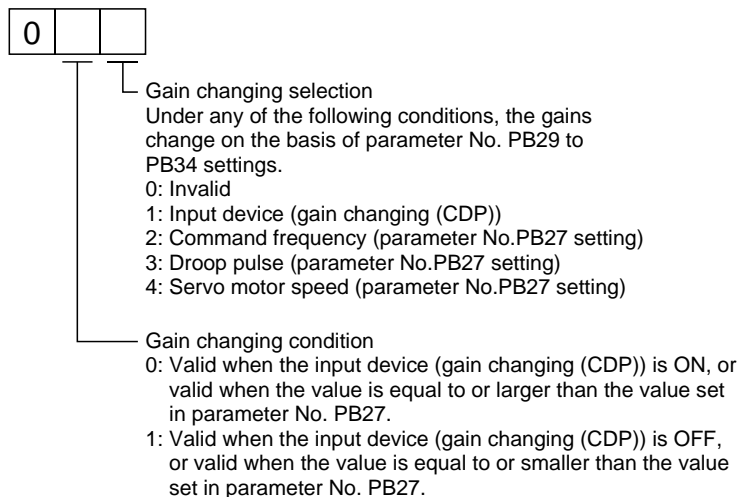 0
Gain changing selection
Under any of the following conditions, the gains
change on the basis of parameter No. PB29 to
PB34 settings.
0: Invalid
1: Input device (gain changing (CDP))
2: Command frequency (parameter No.PB27 setting)
3: Droop pulse (parameter No.PB27 setting)
4: Servo motor speed (parameter No.PB27 setting)
Gain changing condition
0: Valid when the input device (gain changing (CDP)) is ON, or
valid when the value is equal to or larger than the value set
in parameter No. PB27.
1: Valid when the input device (gain changing (CDP)) is OFF,
or valid when the value is equal to or smaller than the value
set in parameter No. PB27.